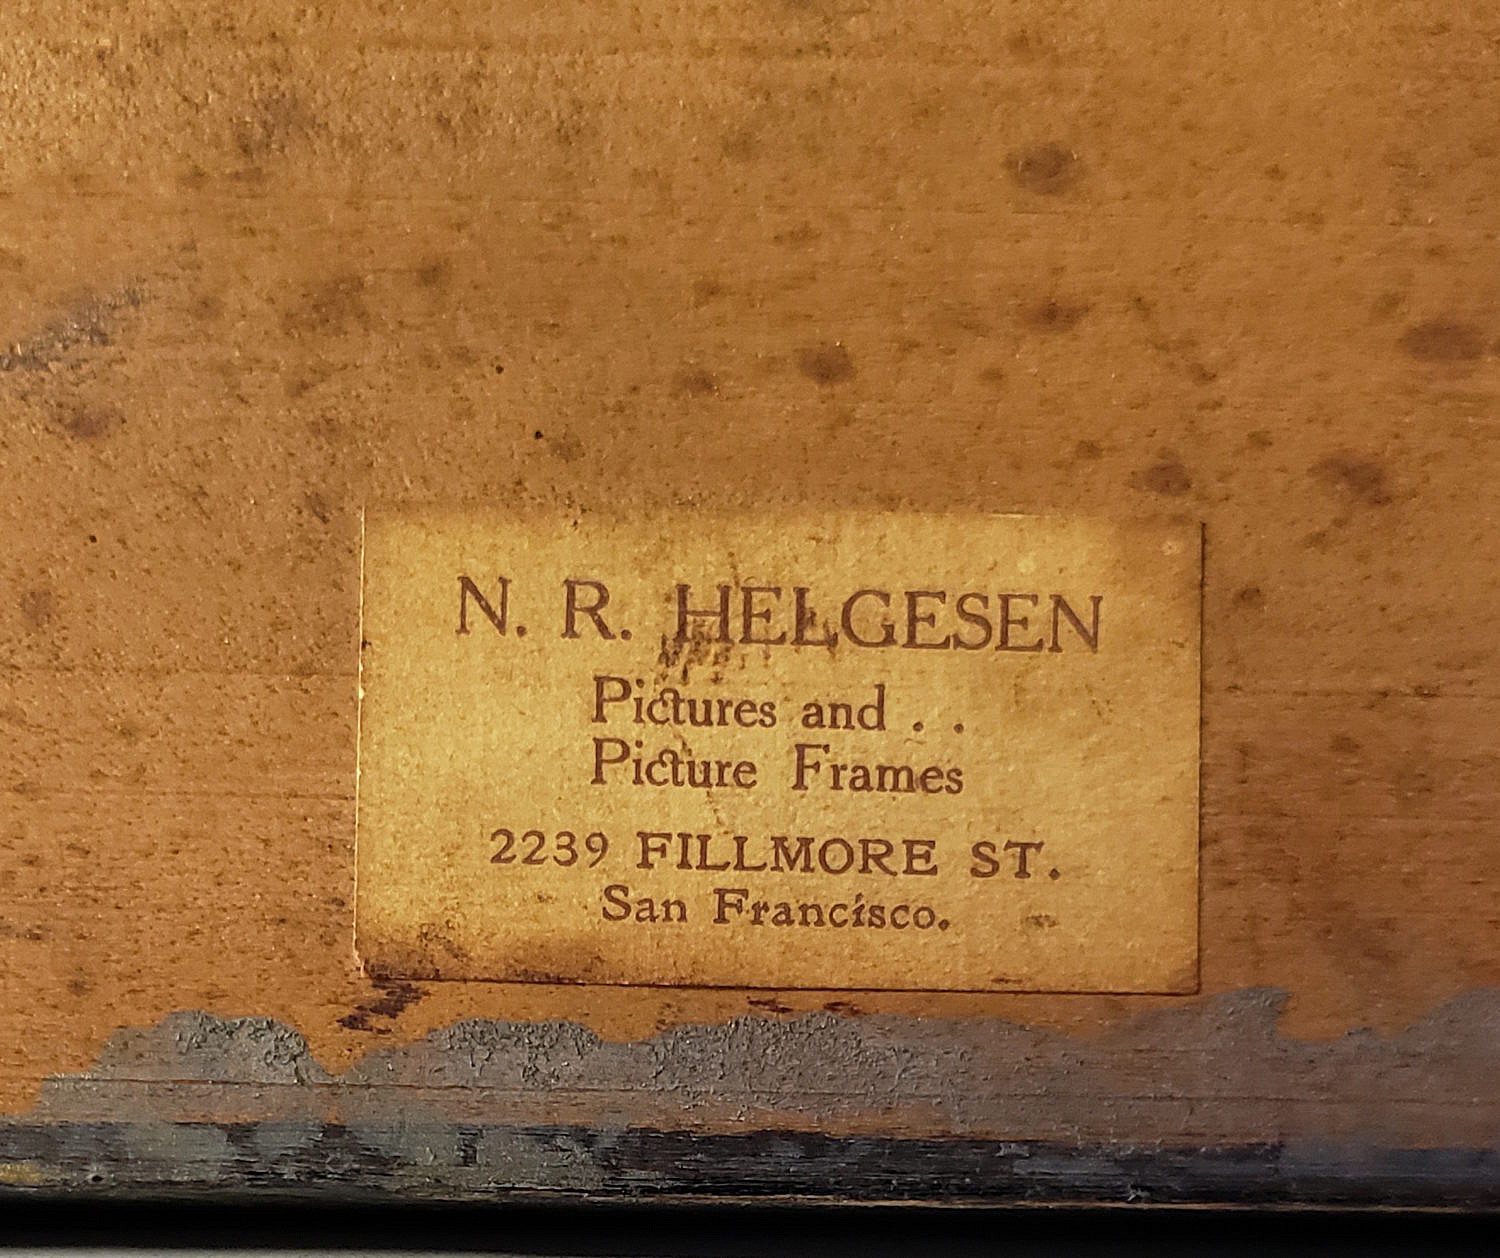 N. R. HELGESEN
Pictures and . .
Picture Frames
2239 FILLMORE ST.
San Francisco.